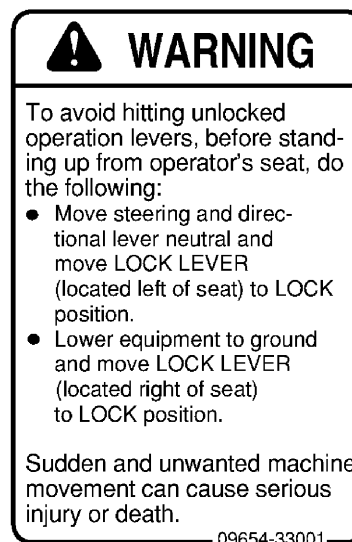 WARNING
To avoid hitting unlocked
operation levers, before stand-
ing up from operator's seat, do
the following:
● Move steering and direc-
tional lever neutral and
move LOCK LEVER
(located left of seat) to LOCK
position.
● Lower equipment to ground
and move LOCK LEVER
(located right of seat)
to LOCK position.
Sudden and unwanted machine
movement can cause serious
injury or death.
09654-33001